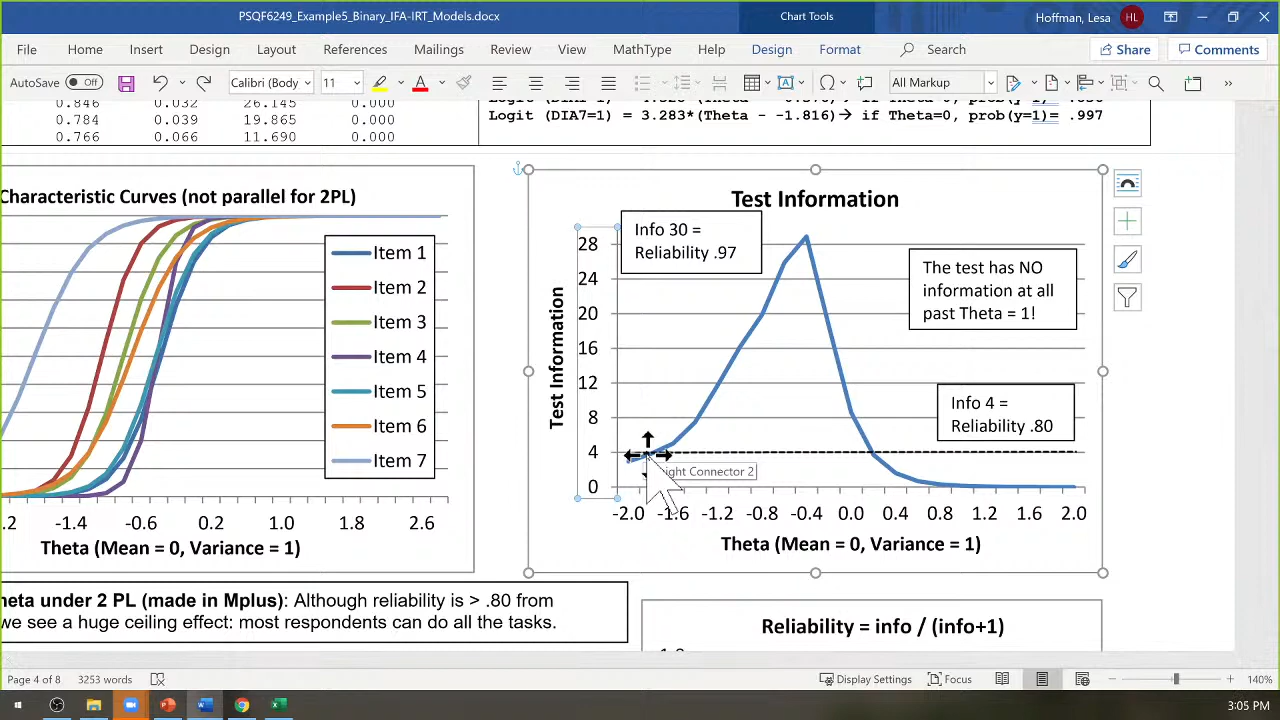 PSQF6249_Example5_Binary_IFA-IRT_Models.docx
Chart Tools
Hoffman, Lesa
HL
File Home Insert Design Layout References Mailings Review View MathType Help Design Format Search Share Comments
AutoSave Off Calibri (Body 11 All Markup
0.846 0.032 26.145 0.000
0.784 0.039 19.865 0.000
0.766 0.066 11.690 0.000
Logit (DIA7=1) = 3.283*(Theta - -1.816)→ if Theta=0, prob(y=1)= .997
Characteristic Curves (not parallel for 2PL)
Item 1
Item 2
Item 3
Item 4
Item 5
Item 6
Item 7
-1.4 -0.6 0.2 1.0 1.8 2.6
Theta (Mean = 0, Variance = 1)
Test Information
Info 30 =
Reliability .97
The test has NO
information at all
past Theta = 1!
Info 4 =
Reliability .80
Test Information
28
24
20
16
12
8
4
0
Connector 2
-2.0 -1.6 -1.2 -0.8 -0.4 0.0 0.4 0.8 1.2 1.6 2.0
Theta (Mean = 0, Variance = 1)
under 2 PL (made in Mplus): Although reliability is > .80 from
we see a huge ceiling effect: most respondents can do all the tasks.
Reliability = info / (info+1)
Page 4 of 8 3253 words Display Settings Focus 140%
3:05 PM